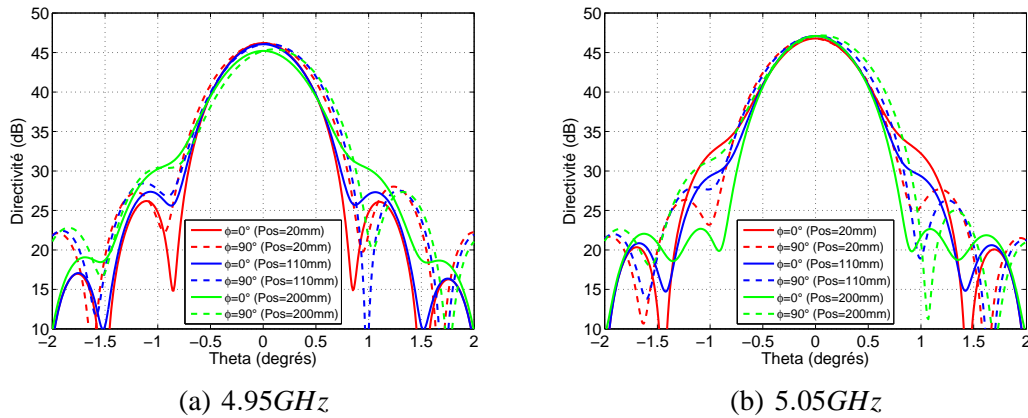 50
45
40
35
30
25
20
15
10
Directivité (dB)
−2 −1.5 −1 −0.5 0 0.5 1 1.5 2
Theta (degrés)
ϕ=0° (Pos=20mm)
ϕ=90° (Pos=20mm)
ϕ=0° (Pos=110mm)
ϕ=90° (Pos=110mm)
ϕ=0° (Pos=200mm)
ϕ=90° (Pos=200mm)
(a) 4.95GHz
50
45
40
35
30
25
20
15
10
Directivité (dB)
−2 −1.5 −1 −0.5 0 0.5 1 1.5 2
Theta (degrés)
ϕ=0° (Pos=20mm)
ϕ=90° (Pos=20mm)
ϕ=0° (Pos=110mm)
ϕ=90° (Pos=110mm)
ϕ=0° (Pos=200mm)
ϕ=90° (Pos=200mm)
(b) 5.05GHz